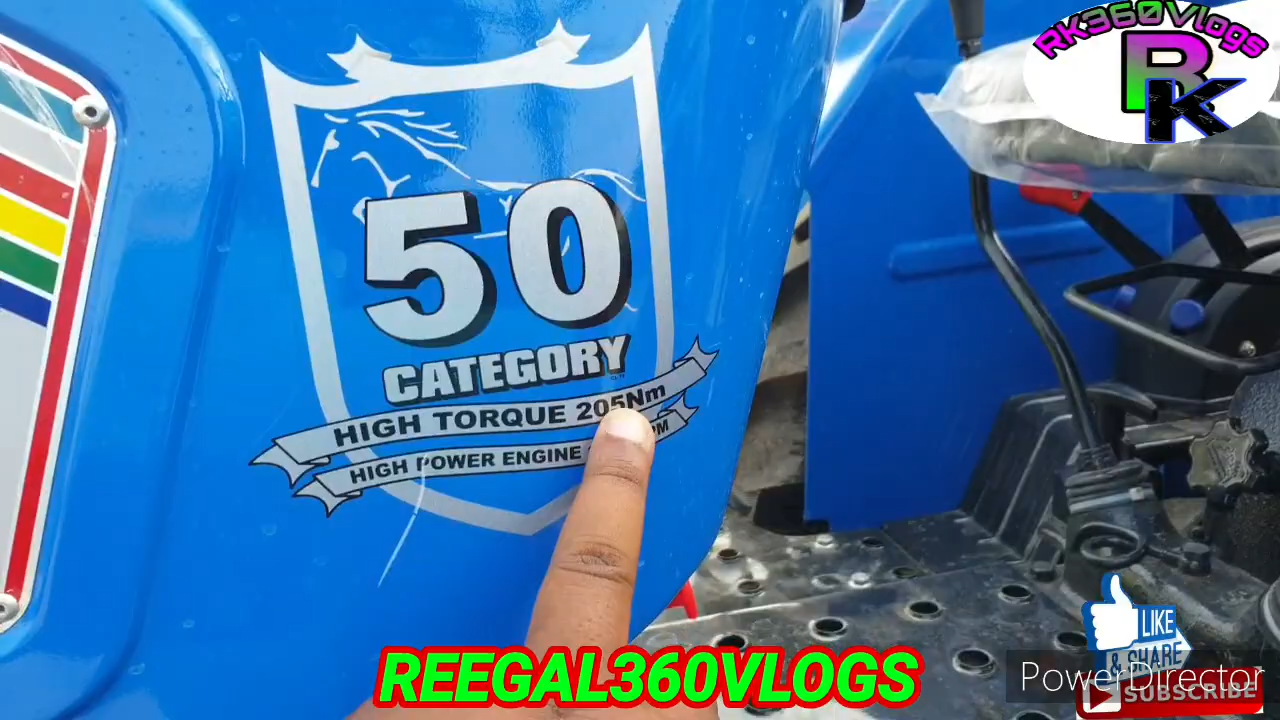 RK360Vlogs
RK
50
CATEGORY
HIGH TORQUE 205Nm
HIGH POWER ENGINE
LIKE
& SHARE
PowerDirector
SUBSCRIBE
REEGAL360VLOGS